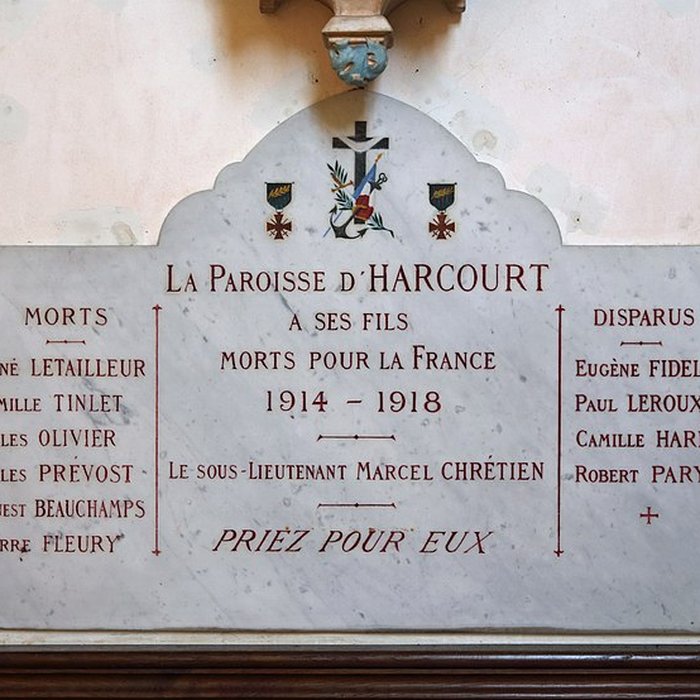 LA PAROISSE D'HARCOURT
A SES FILS
MORTS POUR LA FRANCE
1914 - 1918
LE SOUS-LIEUTENANT MARCEL CHRÉTIEN
PRIEZ POUR EUX
MORTS
LETAILLEUR
TINLET
OLIVIER
PRÉVOST
BEAUCHAMPS
FLEURY
DISPARUS
EUGÈNE
PAUL LEROUX
CAMILLE
ROBERT